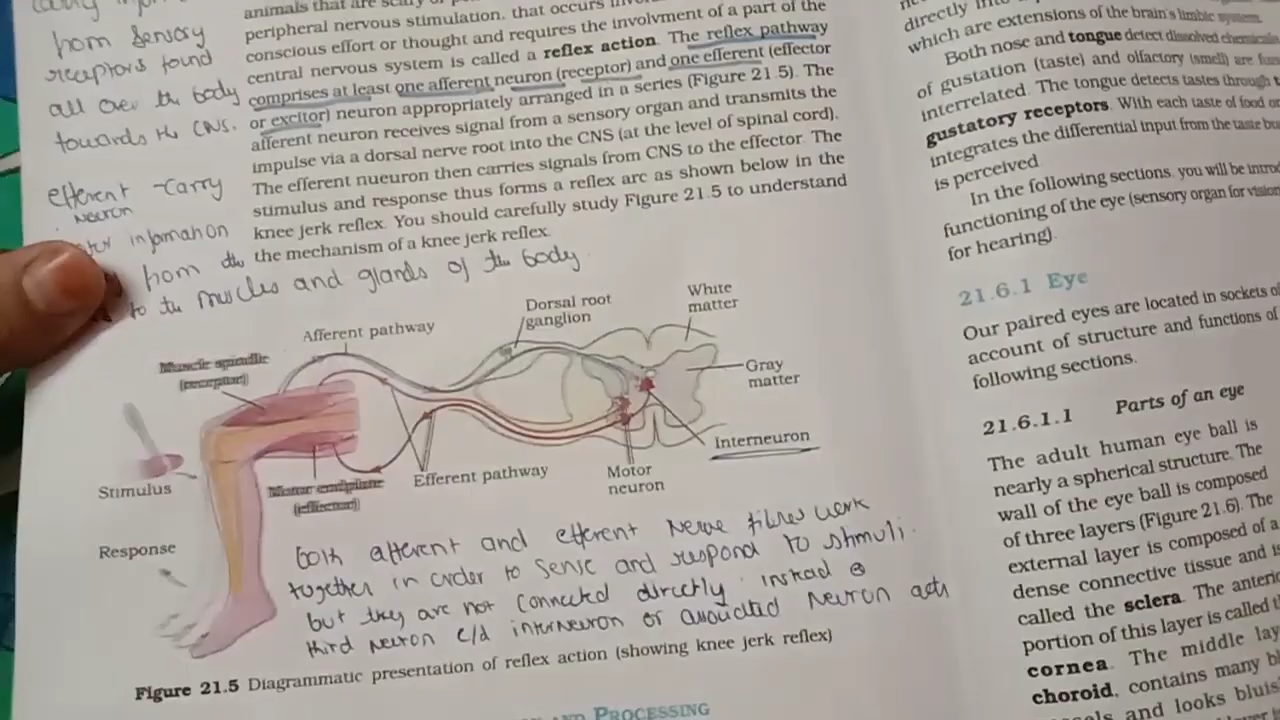 from sensory
receptors found
all over the body
towards the CNS.
efferent - carry
neuron
information
from the
to the muscles and glands of the body
peripheral nervous stimulation, that occurs
conscious effort or thought and requires the involvment of a part of the
central nervous system is called a reflex action. The reflex pathway
comprises at least one afferent neuron (receptor) and one efferent (effector
or excitor) neuron appropriately arranged in a series (Figure 21.5). The
afferent neuron receives signal from a sensory organ and transmits the
impulse via a dorsal nerve root into the CNS (at the level of spinal cord).
The efferent nueuron then carries signals from CNS to the effector. The
stimulus and response thus forms a reflex arc as shown below in the
knee jerk reflex. You should carefully study Figure 21.5 to understand
the mechanism of a knee jerk reflex.
Afferent pathway
Dorsal root
ganglion
White
matter
Muscle spindle
(receptor)
Gray
matter
Interneuron
Stimulus
Motor endplate
(effector)
Efferent pathway
Motor
neuron
Response
both afferent and efferent Nerve fibres work
together in order to sense and respond to stimuli.
but they are not connected directly. instead a
third neuron c/d interneuron or associated Neuron acts
Figure 21.5 Diagrammatic presentation of reflex action (showing knee jerk reflex)
AND PROCESSING
directly
which are extensions of the brain's limbic system.
Both nose and tongue detect dissolved chemicals
of gustation (taste) and olfactory (smell) are
interrelated. The tongue detects tastes through
gustatory receptors. With each taste of food or
integrates the differential input from the taste
is perceived.
In the following sections, you will be
functioning of the eye (sensory organ for vision
for hearing).
21.6.1 Eye
Our paired eyes are located in sockets of
account of structure and functions of
following sections.
21.6.1.1 Parts of an eye
The adult human eye ball is
nearly a spherical structure. The
wall of the eye ball is composed
of three layers (Figure 21.6). The
external layer is composed of a
dense connective tissue and is
called the sclera. The
portion of this layer is called
cornea. The middle
choroid, contains many
and looks